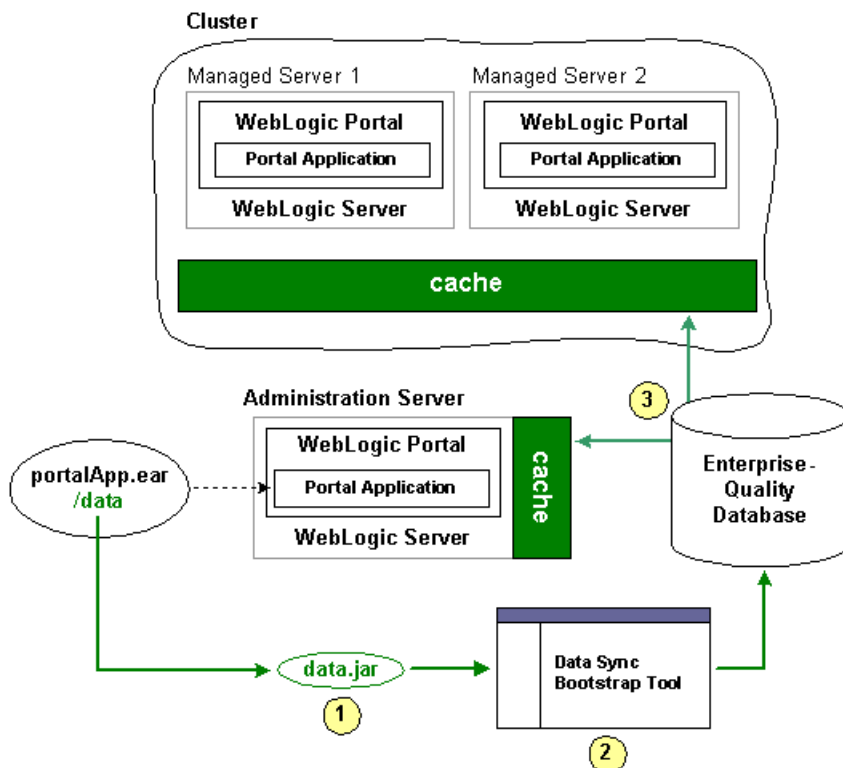 Cluster
Managed Server 1
Managed Server 2
WebLogic Portal
Portal Application
WebLogic Server
WebLogic Portal
Portal Application
WebLogic Server
cache
3
Administration Server
WebLogic Portal
Portal Application
WebLogic Server
cache
portalApp.ear
/data
Enterprise-
Quality
Database
data.jar
1
Data Sync
Bootstrap Tool
2